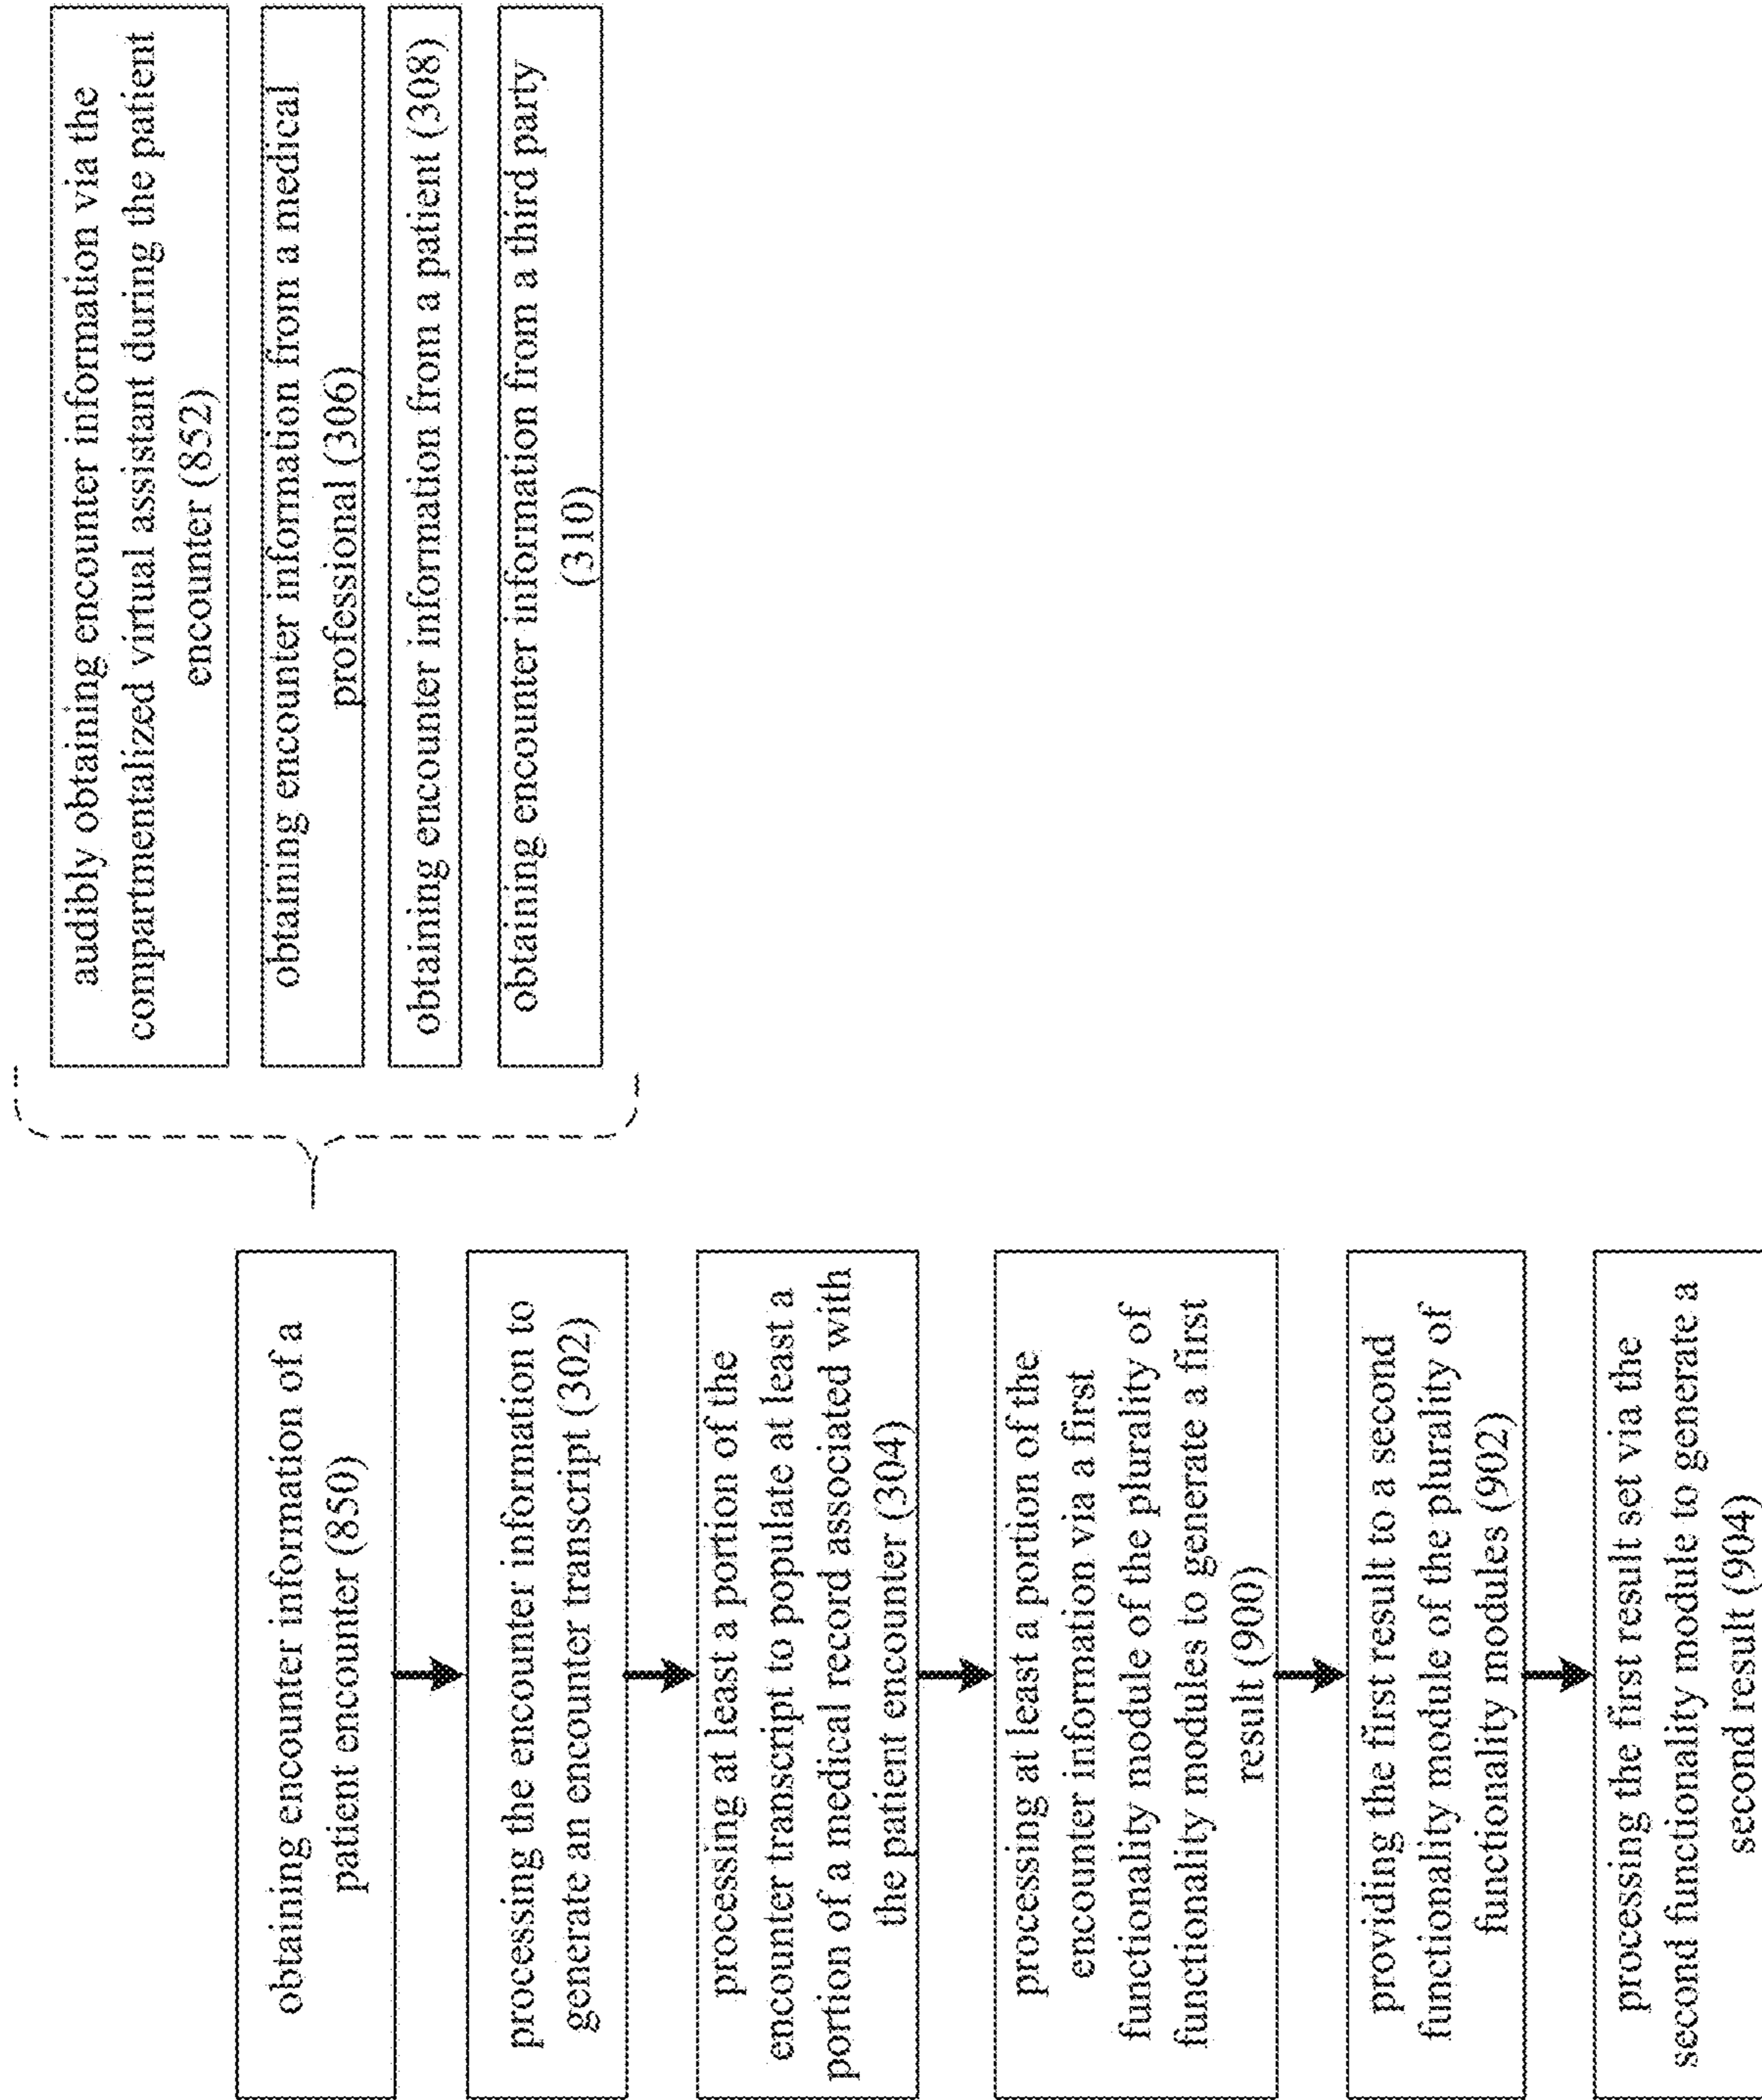 obtaining encounter information of a
patient encounter (850)
processing the encounter information to
generate an encounter transcript (302)
processing at least a portion of the
encounter transcript to populate at least a
portion of a medical record associated with
the patient encounter (304)
processing at least a portion of the
encounter information via a first
functionality module of the plurality of
functionality modules to generate a first
result (900)
providing the first result to a second
functionality module of the plurality of
functionality modules (902)
processing the first result set via the
second functionality module to generate a
second result (904)
audibly obtaining encounter information via the
compartmentalized virtual assistant during the patient
encounter (852)
obtaining encounter information from a medical
professional (306)
obtaining encounter information from a patient (308)
obtaining encounter information from a third party
(310)